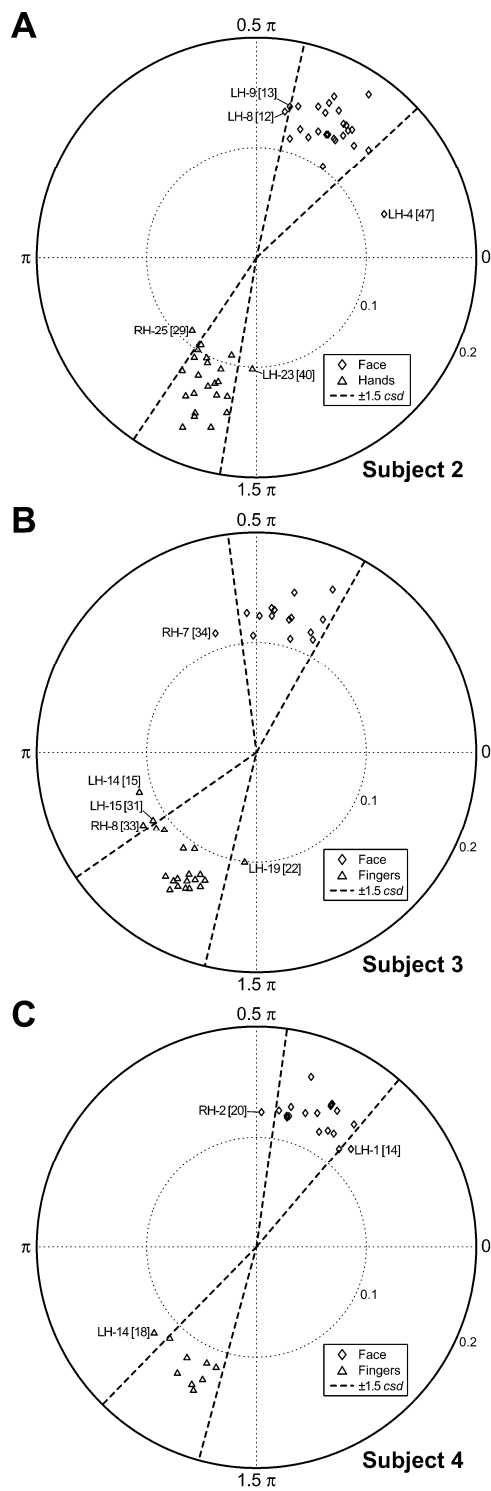 A
0.5 π
LH-9 [13]
LH-8 [12]
LH-4 [47]
π
0
0.1
0.2
RH-25 [29]
LH-23 [40]
Face
Hands
±1.5 csd
Subject 2
1.5 π
B
0.5 π
RH-7 [34]
π
0
LH-14 [15]
0.1
LH-15 [31]
RH-8 [33]
0.2
LH-19 [22]
Face
Fingers
±1.5 csd
Subject 3
1.5 π
C
0.5 π
RH-2 [20]
LH-1 [14]
π
0
0.1
0.2
LH-14 [18]
Face
Fingers
±1.5 csd
Subject 4
1.5 π